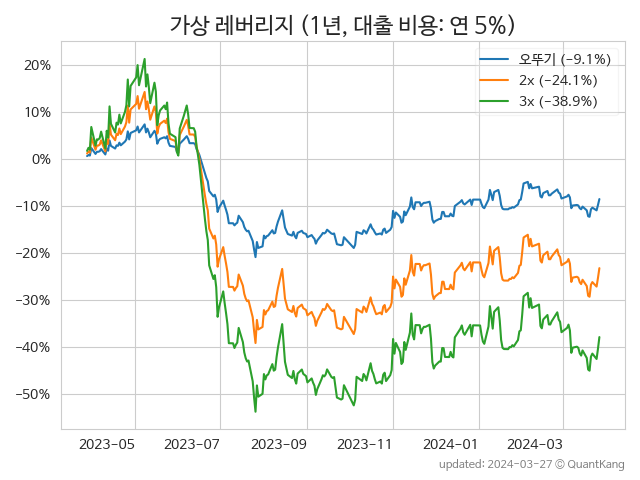 가상 레버리지 (1년, 대출 비용: 연 5%)
오뚜기 (−9.1%)
2x (−24.1%)
3x (−38.9%)
20%
10%
0%
−10%
−20%
−30%
−40%
−50%
2023-05
2023-07
2023-09
2023-11
2024-01
2024-03
updated: 2024-03-27 © QuantKang